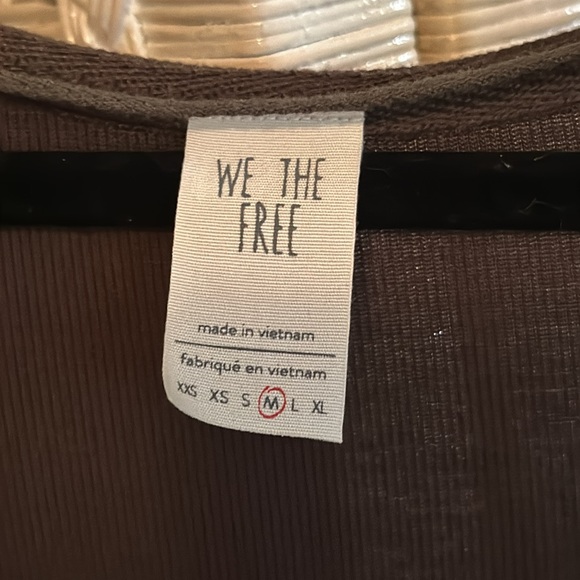 WE THE
FREE
made in vietnam
fabriqué en vietnam
XXS XS S M L XL